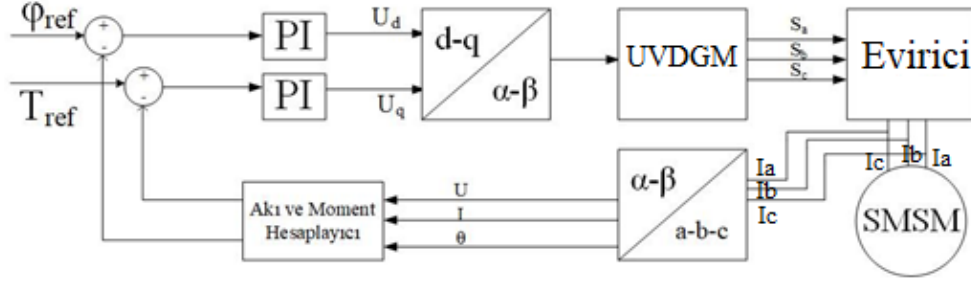 φref
+
-
PI
Ud
d-q
α-β
UVDGM
Sa
Sb
Sc
Evirici
Tref
+
-
PI
Uq
Ic
Ib
Ia
SMSM
Ia
Ib
Ic
α-β
a-b-c
U
I
θ
Akı ve Moment
Hesaplayıcı